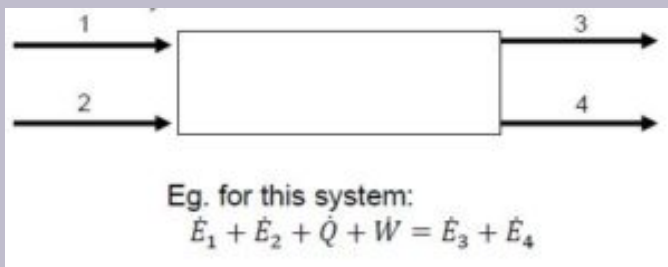 1
3
2
4
Eg. for this system:
Ė₁ + Ė₂ + Q̇ + Ẇ = Ė₃ + Ė₄